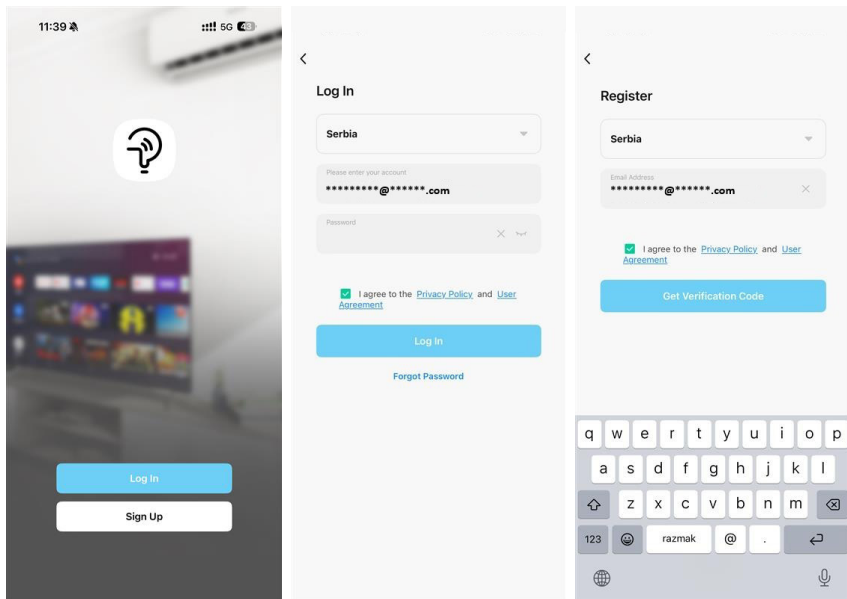 11:39
5G
Log In
Sign Up
Log In
Serbia
Please enter your account
*********@******.com
Password
I agree to the Privacy Policy and User
Agreement
Log In
Forgot Password
Register
Serbia
Email Address
*********@******.com
I agree to the Privacy Policy and User
Agreement
Get Verification Code
q w e r t y u i o p
a s d f g h j k l
z x c v b n m
123 razmak @ .